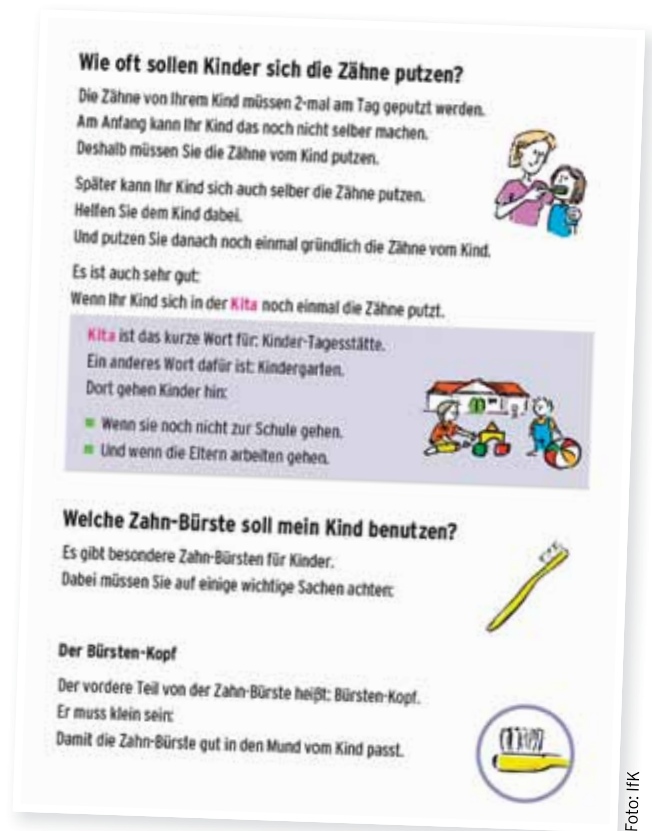 Wie oft sollen Kinder sich die Zähne putzen?
Die Zähne von Ihrem Kind müssen 2-mal am Tag geputzt werden.
Am Anfang kann Ihr Kind das noch nicht selber machen.
Deshalb müssen Sie die Zähne vom Kind putzen.
Später kann Ihr Kind sich auch selber die Zähne putzen.
Helfen Sie dem Kind dabei.
Und putzen Sie danach noch einmal gründlich die Zähne vom Kind.
Es ist auch sehr gut:
Wenn Ihr Kind sich in der Kita noch einmal die Zähne putzt.
Kita ist das kurze Wort für: Kinder-Tagesstätte.
Ein anderes Wort dafür ist: Kindergarten.
Dort gehen Kinder hin:
Wenn sie noch nicht zur Schule gehen.
Und wenn die Eltern arbeiten gehen.
Welche Zahn-Bürste soll mein Kind benutzen?
Es gibt besondere Zahn-Bürsten für Kinder.
Dabei müssen Sie auf einige wichtige Sachen achten:
Der Bürsten-Kopf
Der vordere Teil von der Zahn-Bürste heißt: Bürsten-Kopf.
Er muss klein sein:
Damit die Zahn-Bürste gut in den Mund vom Kind passt.
Foto: IfK